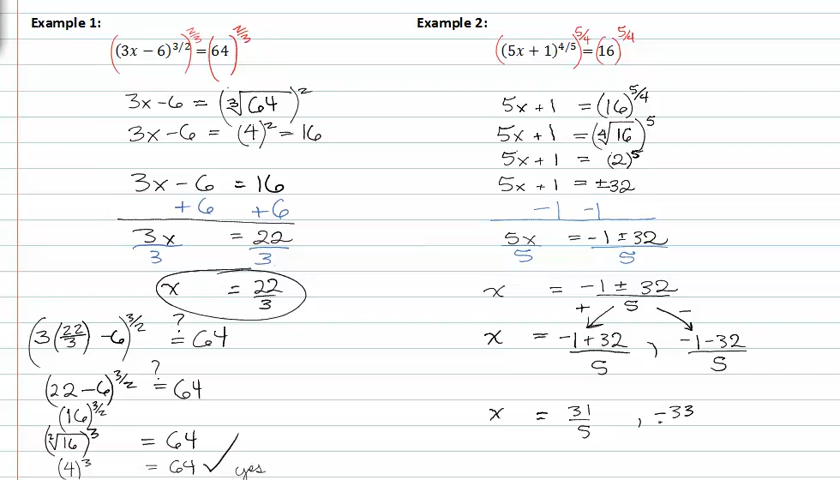 Example 1:
((3x − 6)^{3/2})^{2/3} = (64)^{2/3}
3x − 6 = (∛64)^2
3x − 6 = (4)^2 = 16
3x − 6 = 16
+6 +6
3x = 22
3 3
x = 22/3
(3(22/3) − 6)^{3/2} ?= 64
(22 − 6)^{3/2} ?= 64
(16)^{3/2}
(²√16)^3 = 64
(4)^3 = 64 ✓ yes
Example 2:
((5x + 1)^{4/5})^{5/4} = (16)^{5/4}
5x + 1 = (16)^{5/4}
5x + 1 = (∜16)^5
5x + 1 = (2)^5
5x + 1 = ±32
−1 −1
5x = −1 ± 32
5 5
x = (−1 ± 32)/5
+ −
x = (−1 + 32)/5 , (−1 − 32)/5
x = 31/5 , −33